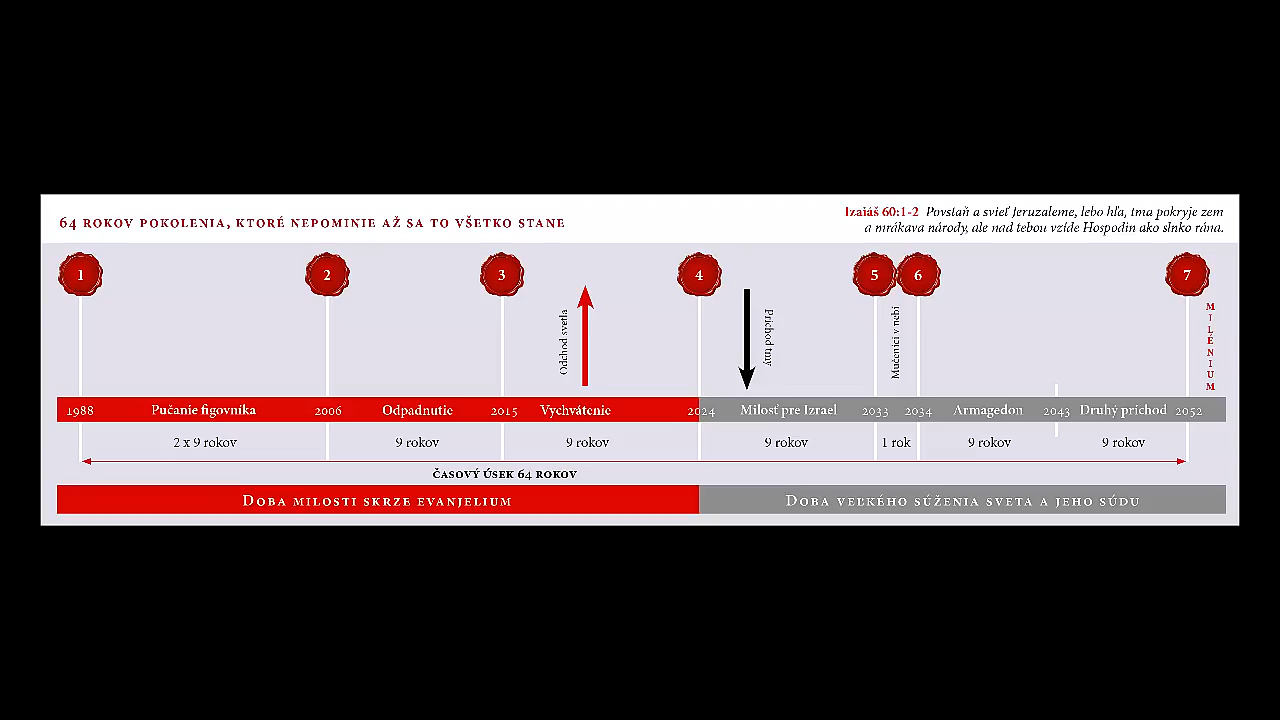 64 ROKOV POKOLENIA, KTORÉ NEPOMINIE AŽ SA TO VŠETKO STANE
Izaiáš 60:1-2 Povstaň a svieť Jeruzaleme, lebo hľa, tma pokryje zem
a mrákava národy, ale nad tebou vzíde Hospodin ako slnko rána.
1 2 3 4 5 6 7
Odchod svetla
Príchod tmy
Mučeníci v nebi
MILÉNIUM
1988 Pučanie figovníka 2006 Odpadnutie 2015 Vychvátenie 2024 Milosť pre Izrael 2033 2034 Armagedon 2043 Druhý príchod 2052
2 x 9 rokov 9 rokov 9 rokov 9 rokov 1 rok 9 rokov 9 rokov
ČASOVÝ ÚSEK 64 ROKOV
DOBA MILOSTI SKRZE EVANJELIUM DOBA VEĽKÉHO SÚŽENIA SVETA A JEHO SÚDU